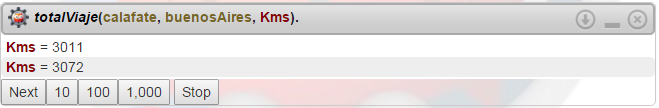 totalViaje(calafate, buenosAires, Kms).
Kms = 3011
Kms = 3072
Next 10 100 1,000 Stop